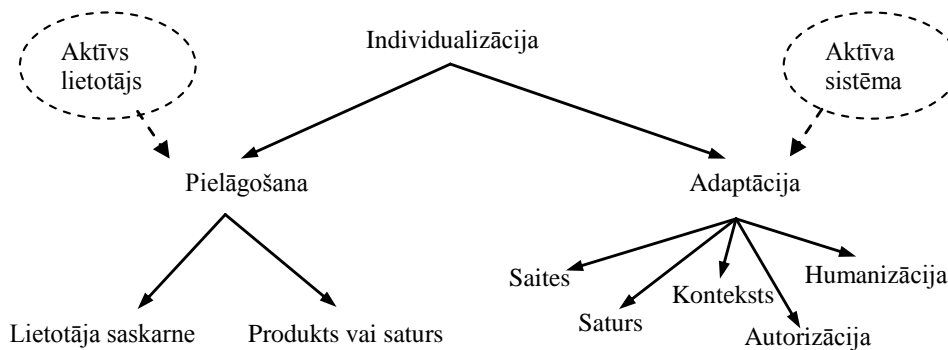 Aktīvs
lietotājs
Individualizācija
Aktīva
sistēma
Pielāgošana
Adaptācija
Saites
Saturs
Konteksts
Autorizācija
Humanizācija
Lietotāja saskarne
Produkts vai saturs